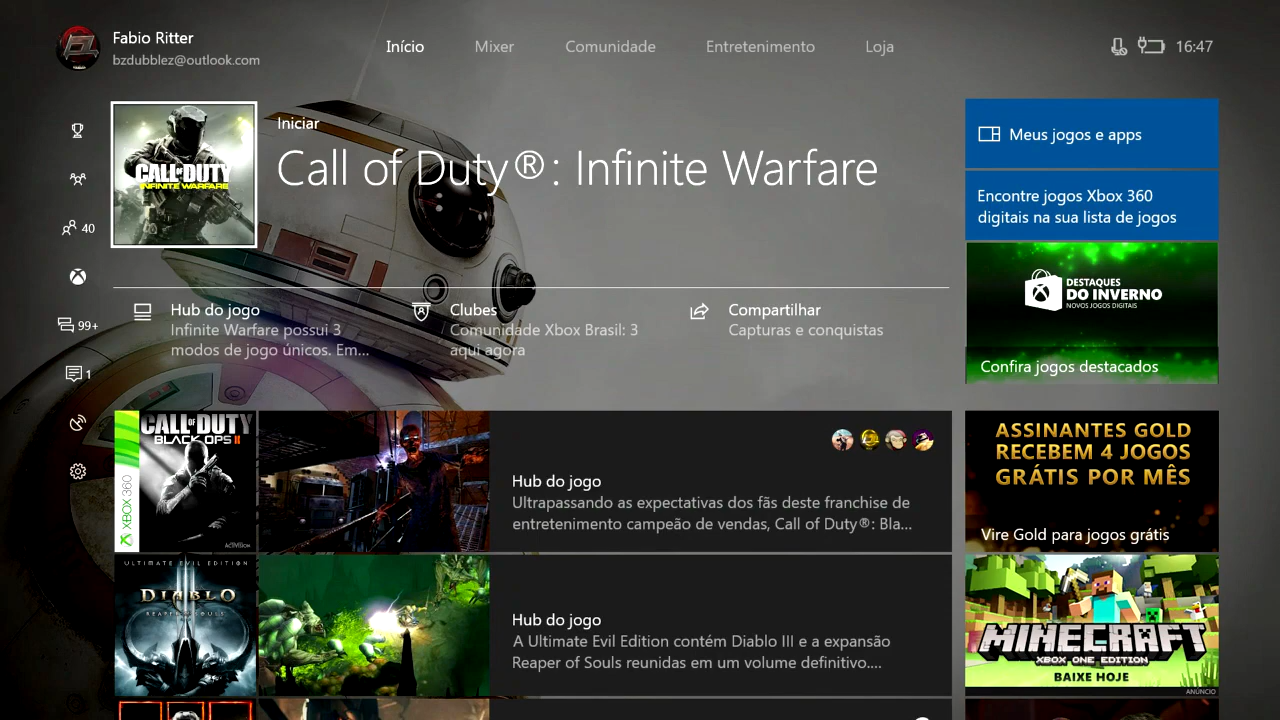 Fabio Ritter
bzdubblez@outlook.com
Início
Mixer
Comunidade
Entretenimento
Loja
16:47
CALL OF DUTY
INFINITE WARFARE
Iniciar
Call of Duty®: Infinite Warfare
40
99+
1
Hub do jogo
Infinite Warfare possui 3
modos de jogo únicos. Em...
Clubes
Comunidade Xbox Brasil: 3
aqui agora
Compartilhar
Capturas e conquistas
Meus jogos e apps
Encontre jogos Xbox 360
digitais na sua lista de jogos
DESTAQUES
DO INVERNO
NOVOS JOGOS DIGITAIS
Confira jogos destacados
XBOX 360
CALL OF DUTY
BLACK OPS II
ACTIVISION
Hub do jogo
Ultrapassando as expectativas dos fãs deste franchise de
entretenimento campeão de vendas, Call of Duty®: Bla...
ASSINANTES GOLD
RECEBEM 4 JOGOS
GRÁTIS POR MÊS
Vire Gold para jogos grátis
ULTIMATE EVIL EDITION
DIABLO
REAPER OF SOULS
Hub do jogo
A Ultimate Evil Edition contém Diablo III e a expansão
Reaper of Souls reunidas em um volume definitivo....
MINECRAFT
XBOX ONE EDITION
BAIXE HOJE
ANÚNCIO